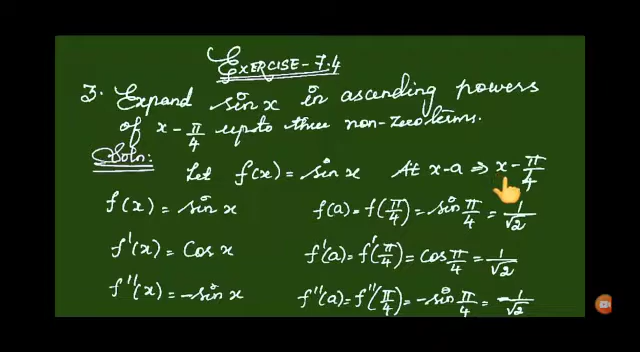 Exercise-7.4
3. Expand sin x in ascending powers
of x-π/4 upto three non-zero terms.
Soln:
Let f(x) = sin x At x-a ⇒ x-π/4
f(x) = sin x f(a) = f(π/4) = sin π/4 = 1/√2
f'(x) = Cos x f'(a) = f'(π/4) = Cos π/4 = 1/√2
f''(x) = -sin x f''(a) = f''(π/4) = -sin π/4 = -1/√2